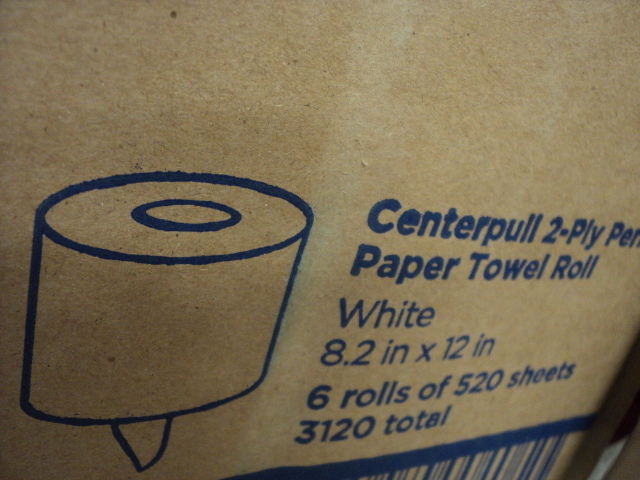 Centerpull 2-Ply
Paper Towel Roll
White
8.2 in x 12 in
6 rolls of 520 sheets
3120 total